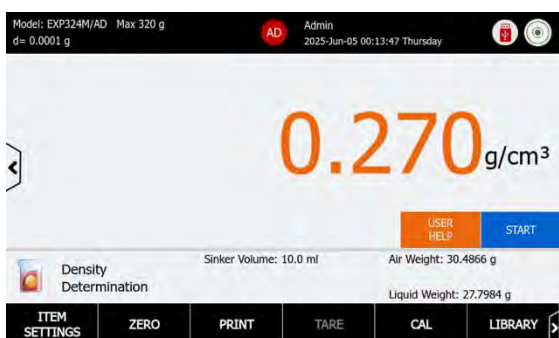 Model: EXP324M/AD Max 320 g
d= 0.0001 g
AD
Admin
2025-Jun-05 00:13:47 Thursday
0.270 g/cm³
USER
HELP
START
Density
Determination
Sinker Volume: 10.0 ml
Air Weight: 30.4866 g
Liquid Weight: 27.7984 g
ITEM
SETTINGS
ZERO
PRINT
TARE
CAL
LIBRARY